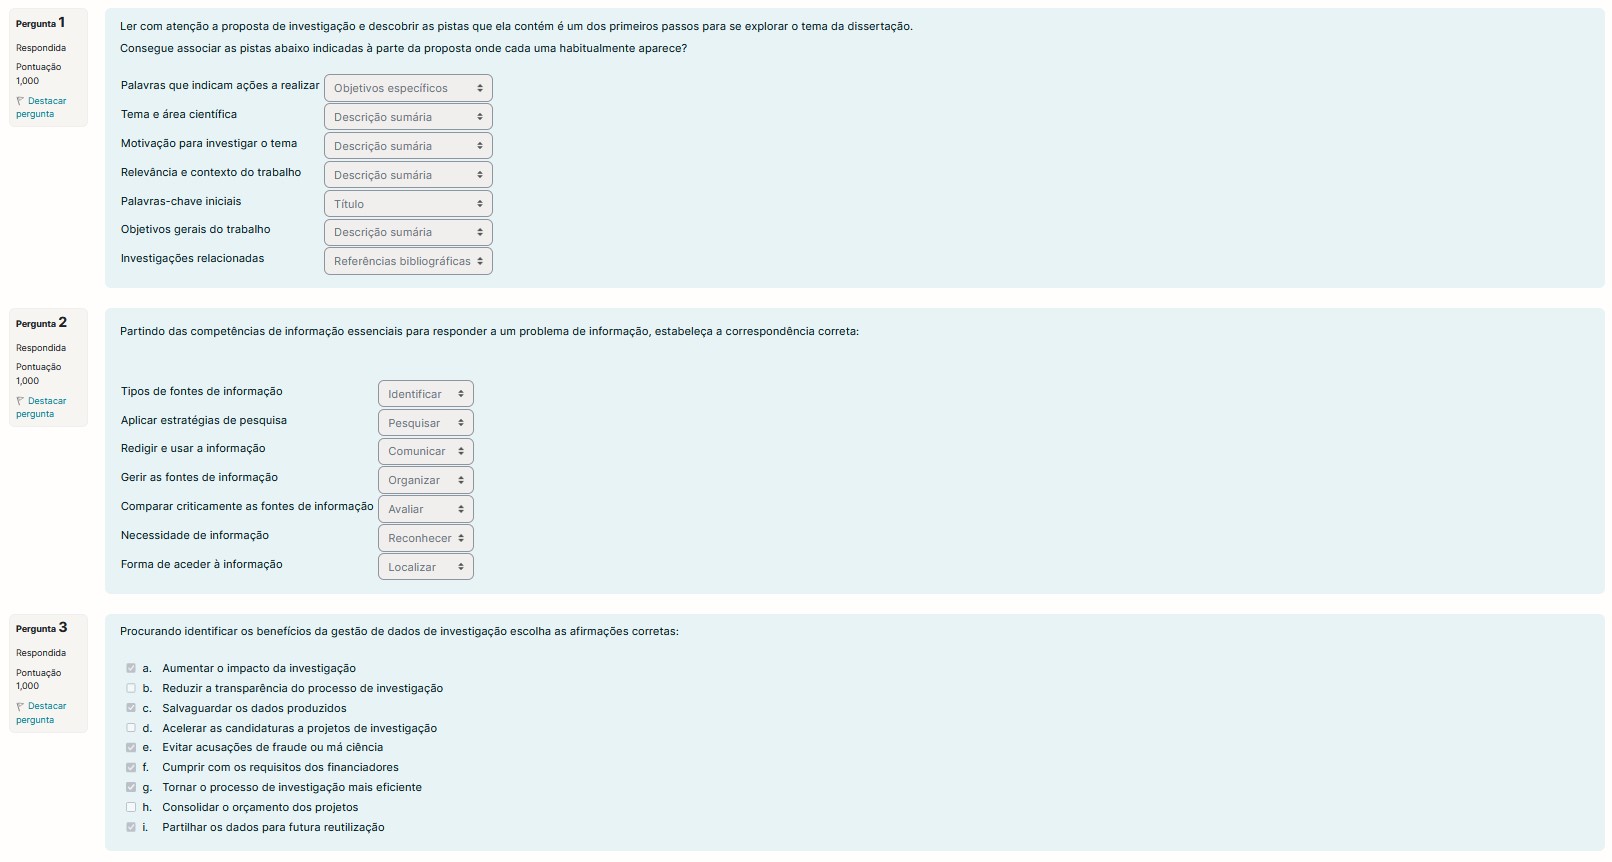 Pergunta 1
Respondida
Pontuação
1,000
Destacar
pergunta
Ler com atenção a proposta de investigação e descobrir as pistas que ela contém é um dos primeiros passos para se explorar o tema da dissertação.
Consegue associar as pistas abaixo indicadas à parte da proposta onde cada uma habitualmente aparece?
Palavras que indicam ações a realizar Objetivos específicos
Tema e área científica Descrição sumária
Motivação para investigar o tema Descrição sumária
Relevância e contexto do trabalho Descrição sumária
Palavras-chave iniciais Título
Objetivos gerais do trabalho Descrição sumária
Investigações relacionadas Referências bibliográficas
Pergunta 2
Respondida
Pontuação
1,000
Destacar
pergunta
Partindo das competências de informação essenciais para responder a um problema de informação, estabeleça a correspondência correta:
Tipos de fontes de informação Identificar
Aplicar estratégias de pesquisa Pesquisar
Redigir e usar a informação Comunicar
Gerir as fontes de informação Organizar
Comparar criticamente as fontes de informação Avaliar
Necessidade de informação Reconhecer
Forma de aceder à informação Localizar
Pergunta 3
Respondida
Pontuação
1,000
Destacar
pergunta
Procurando identificar os benefícios da gestão de dados de investigação escolha as afirmações corretas:
a. Aumentar o impacto da investigação
b. Reduzir a transparência do processo de investigação
c. Salvaguardar os dados produzidos
d. Acelerar as candidaturas a projetos de investigação
e. Evitar acusações de fraude ou má ciência
f. Cumprir com os requisitos dos financiadores
g. Tornar o processo de investigação mais eficiente
h. Consolidar o orçamento dos projetos
i. Partilhar os dados para futura reutilização